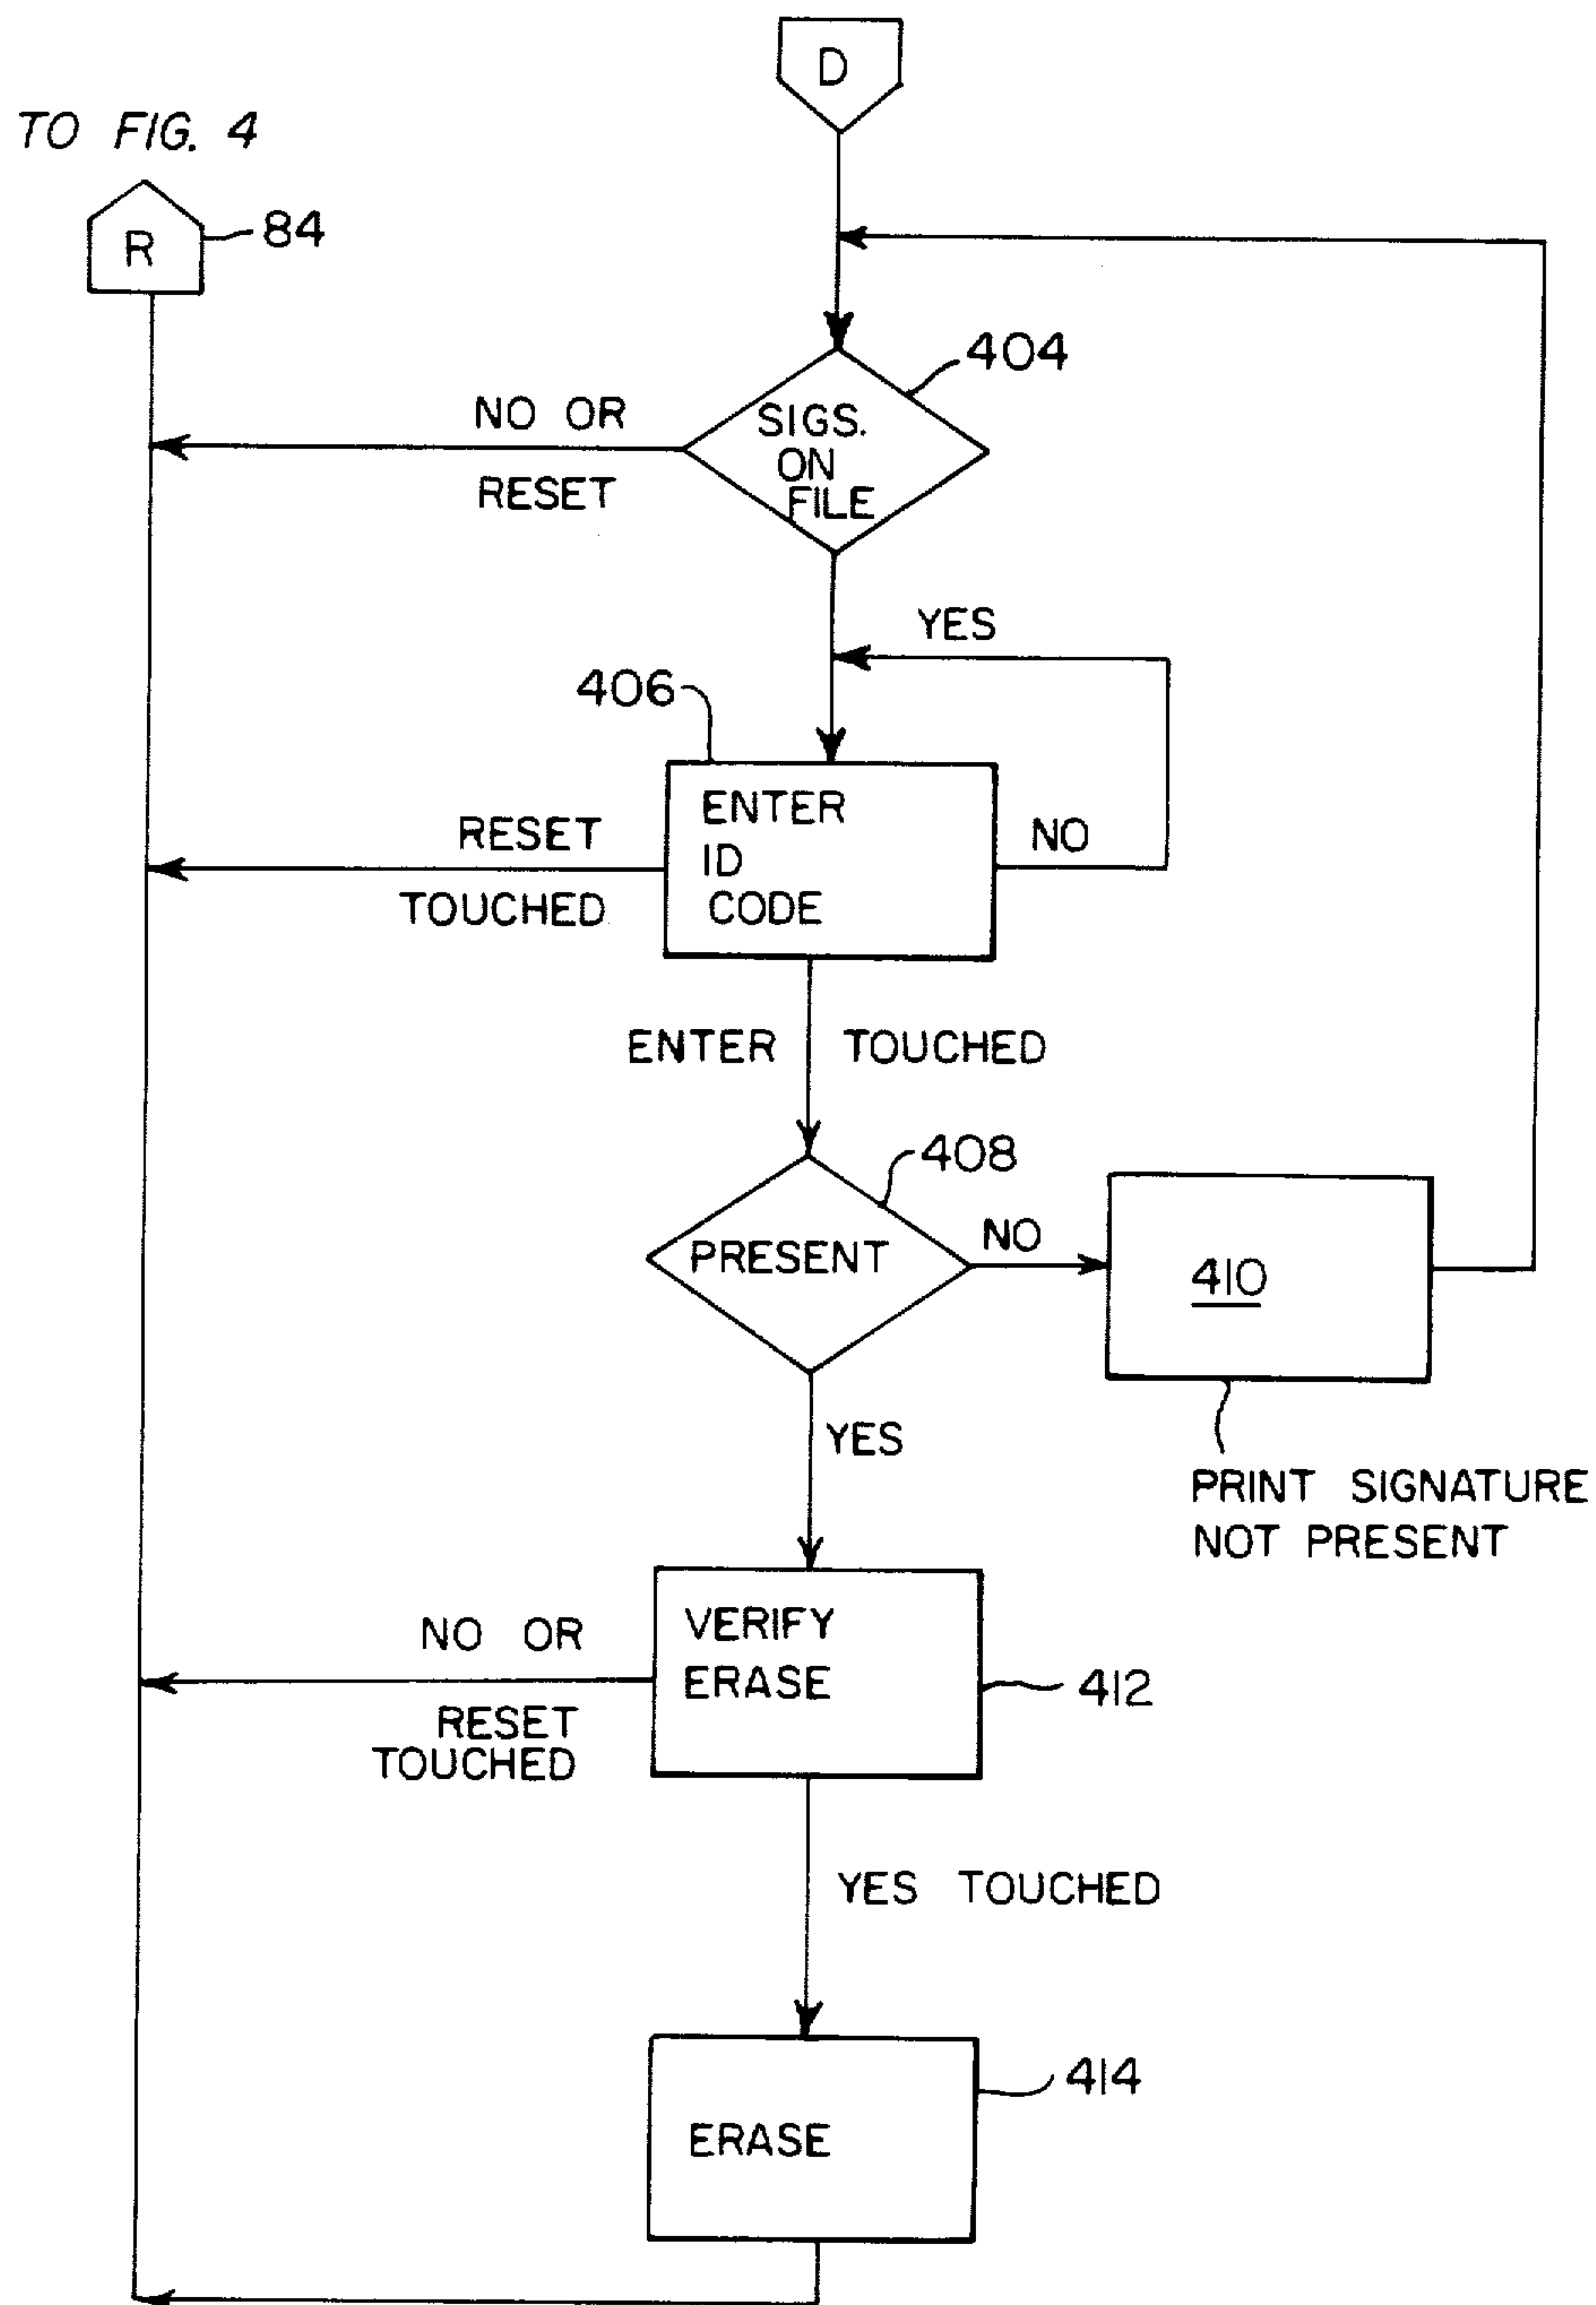 D
TO FIG. 4
R
84
404
NO OR
RESET
SIGS.
ON
FILE
YES
406
ENTER
ID
CODE
NO
RESET
TOUCHED
ENTER TOUCHED
408
PRESENT
NO
410
YES
PRINT SIGNATURE
NOT PRESENT
NO OR
RESET
TOUCHED
VERIFY
ERASE
412
YES TOUCHED
414
ERASE